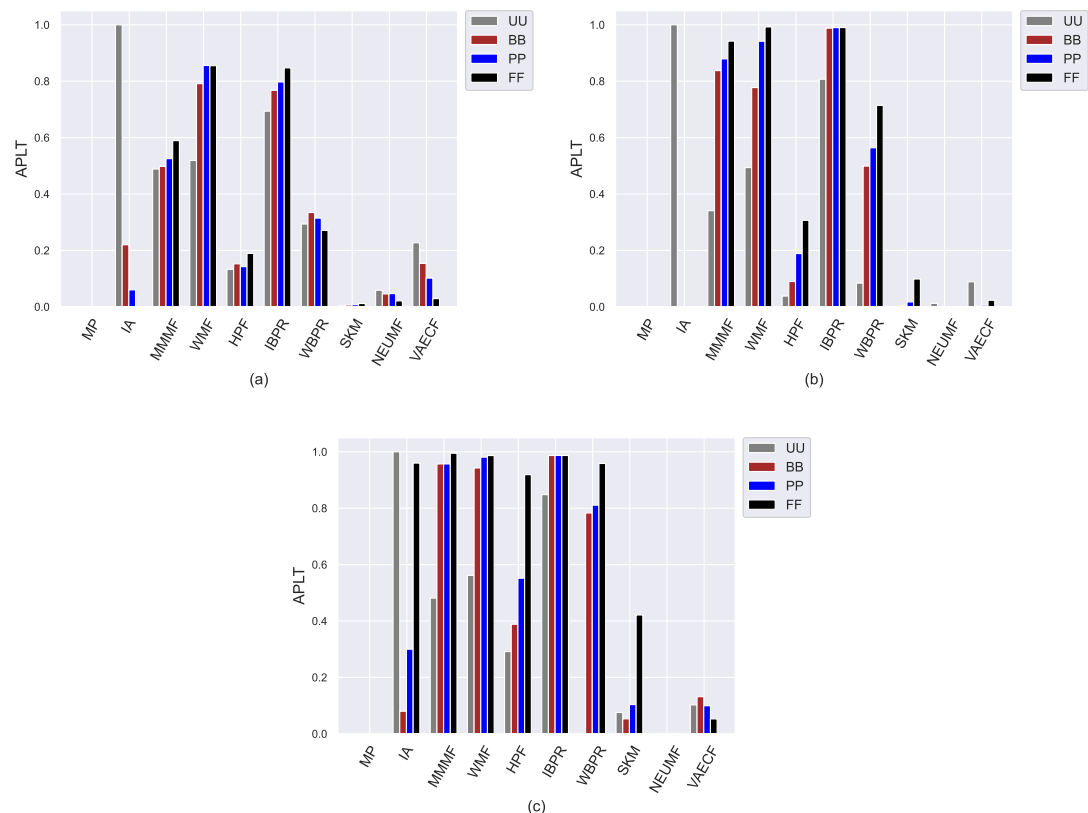 1.0
0.8
0.6
0.4
0.2
0.0
APLT
MP
IA
MMMF
WMF
HPF
IBPR
WBPR
SKM
NEUMF
VAECF
(a)
UU
BB
PP
FF
1.0
0.8
0.6
0.4
0.2
0.0
APLT
MP
IA
MMMF
WMF
HPF
IBPR
WBPR
SKM
NEUMF
VAECF
(b)
UU
BB
PP
FF
1.0
0.8
0.6
0.4
0.2
0.0
APLT
MP
IA
MMMF
WMF
HPF
IBPR
WBPR
SKM
NEUMF
VAECF
(c)
UU
BB
PP
FF